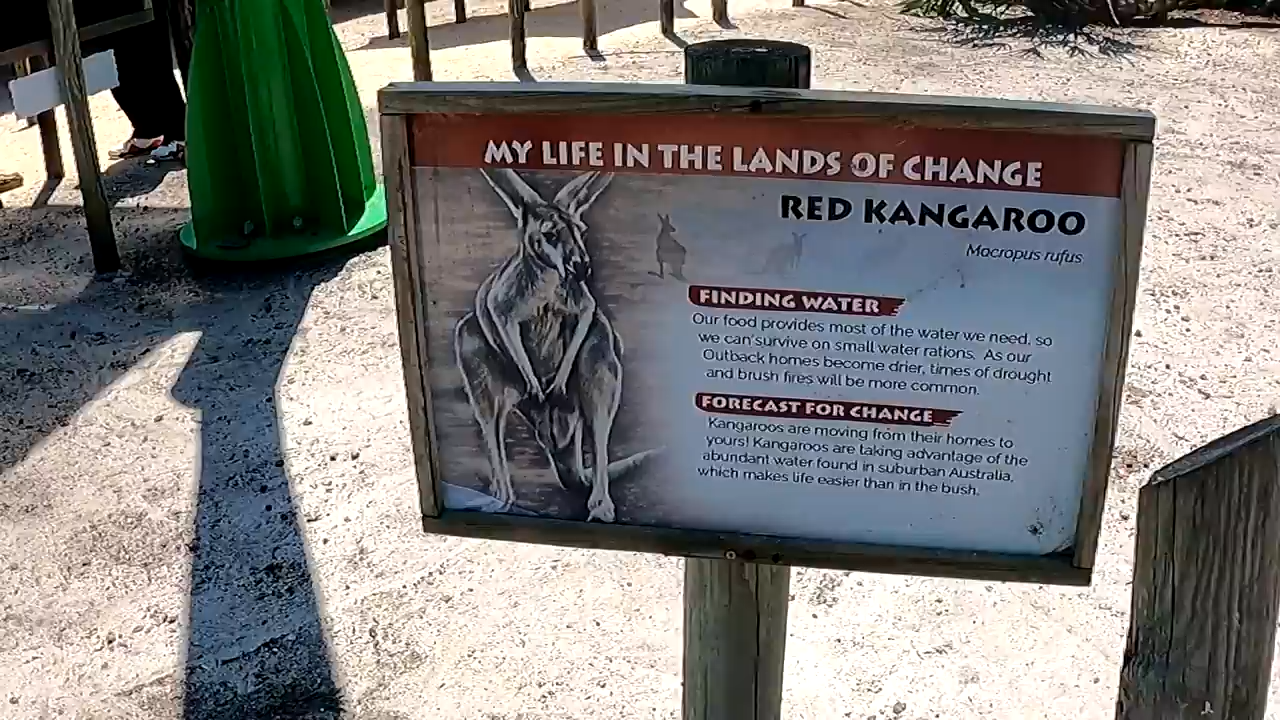 MY LIFE IN THE LANDS OF CHANGE
RED KANGAROO
Macropus rufus
FINDING WATER
Our food provides most of the water we need, so
we can survive on small water rations. As our
Outback homes become drier, times of drought
and brush fires will be more common.
FORECAST FOR CHANGE
Kangaroos are moving from their homes to
yours! Kangaroos are taking advantage of the
abundant water found in suburban Australia,
which makes life easier than in the bush.